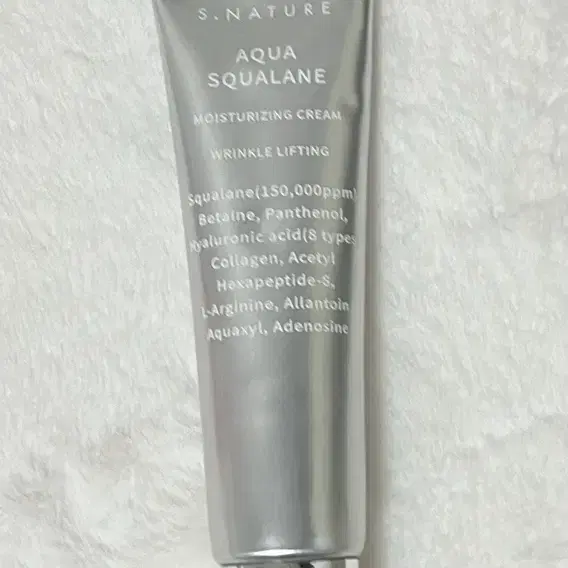 S.NATURE
AQUA
SQUALANE
MOISTURIZING CREAM
WRINKLE LIFTING
Squalane(150,000ppm)
Betaine, Panthenol,
Hyaluronic acid(8 types
Collagen, Acetyl
Hexapeptide-8,
L-Arginine, Allantoin
Aquaxyl, Adenosine